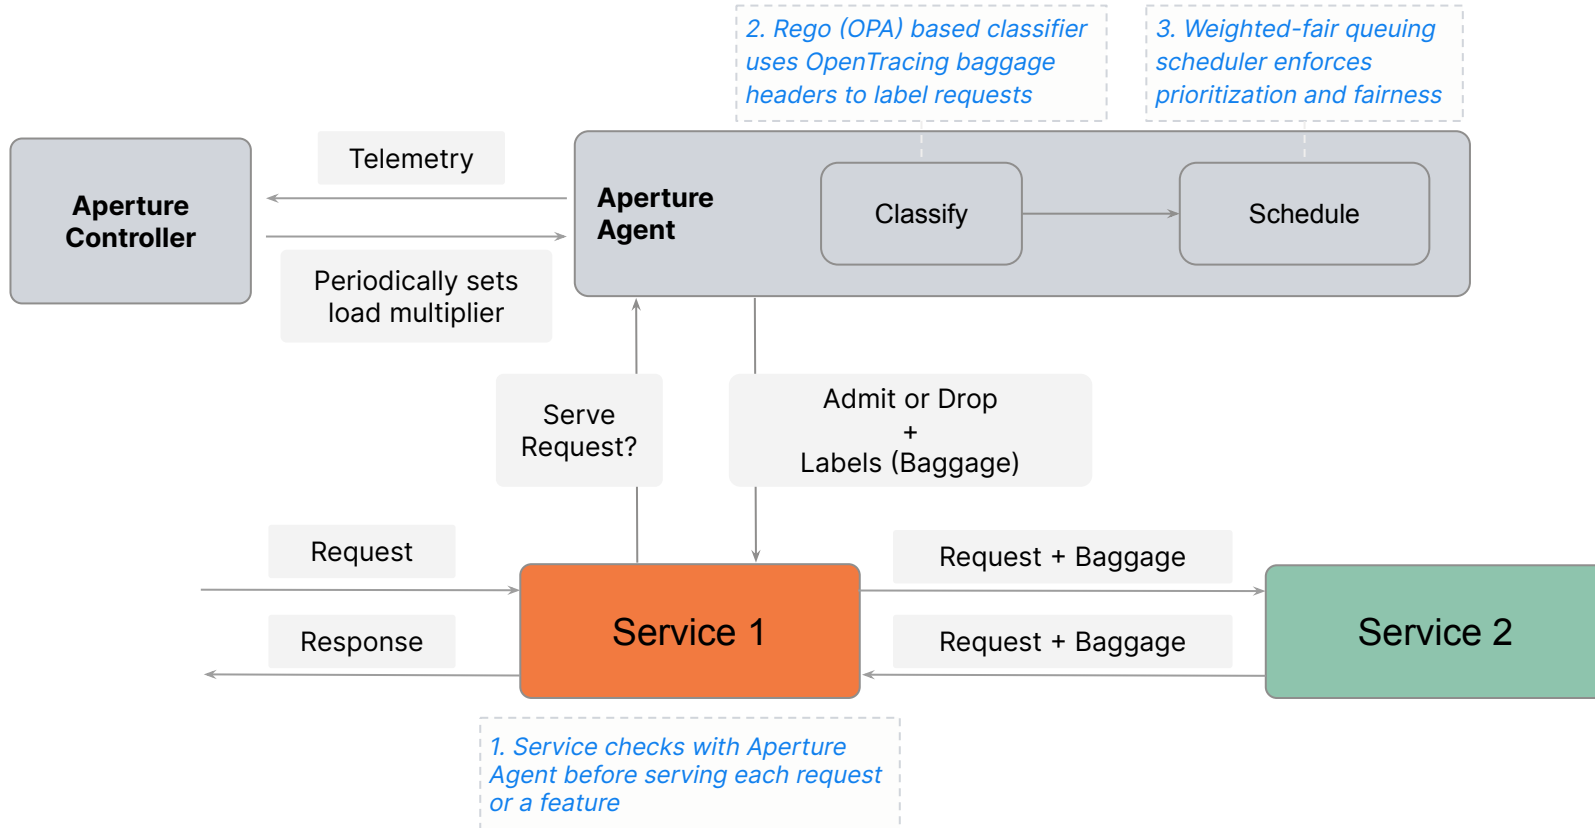 2. Rego (OPA) based classifier
uses OpenTracing baggage
headers to label requests
3. Weighted-fair queuing
scheduler enforces
prioritization and fairness
Aperture
Controller
Telemetry
Periodically sets
load multiplier
Aperture
Agent
Classify
Schedule
Serve
Request?
Admit or Drop
+
Labels (Baggage)
Request
Response
Service 1
Request + Baggage
Request + Baggage
Service 2
1. Service checks with Aperture
Agent before serving each request
or a feature